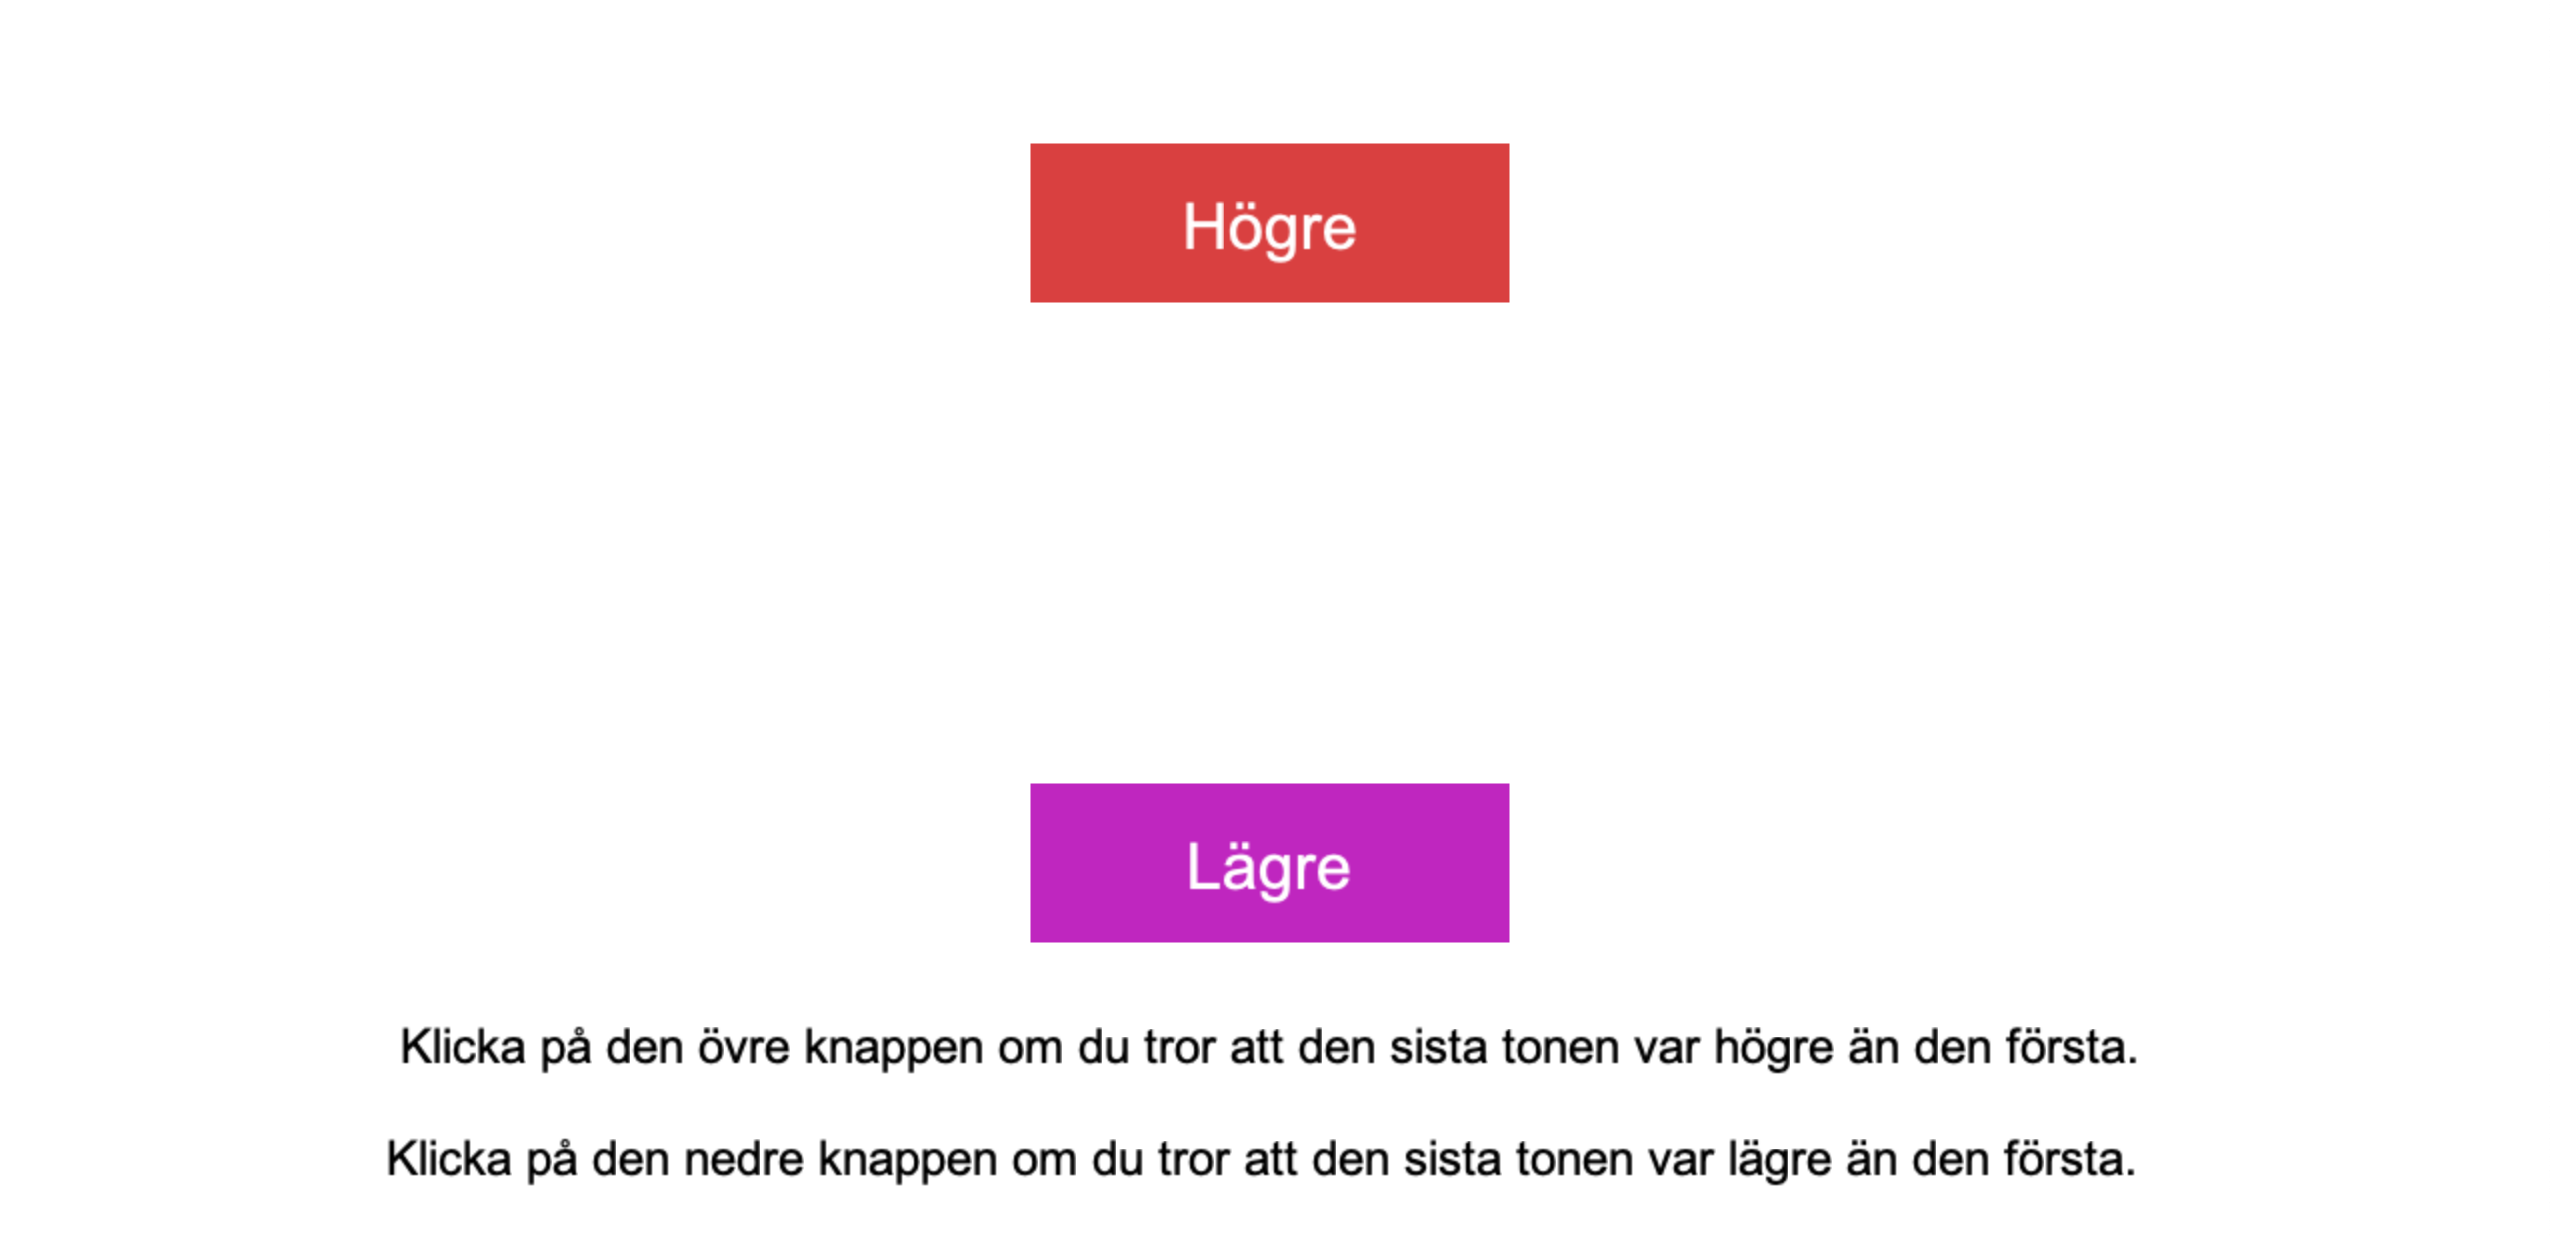 Högre
Lägre
Klicka på den övre knappen om du tror att den sista tonen var högre än den första.
Klicka på den nedre knappen om du tror att den sista tonen var lägre än den första.